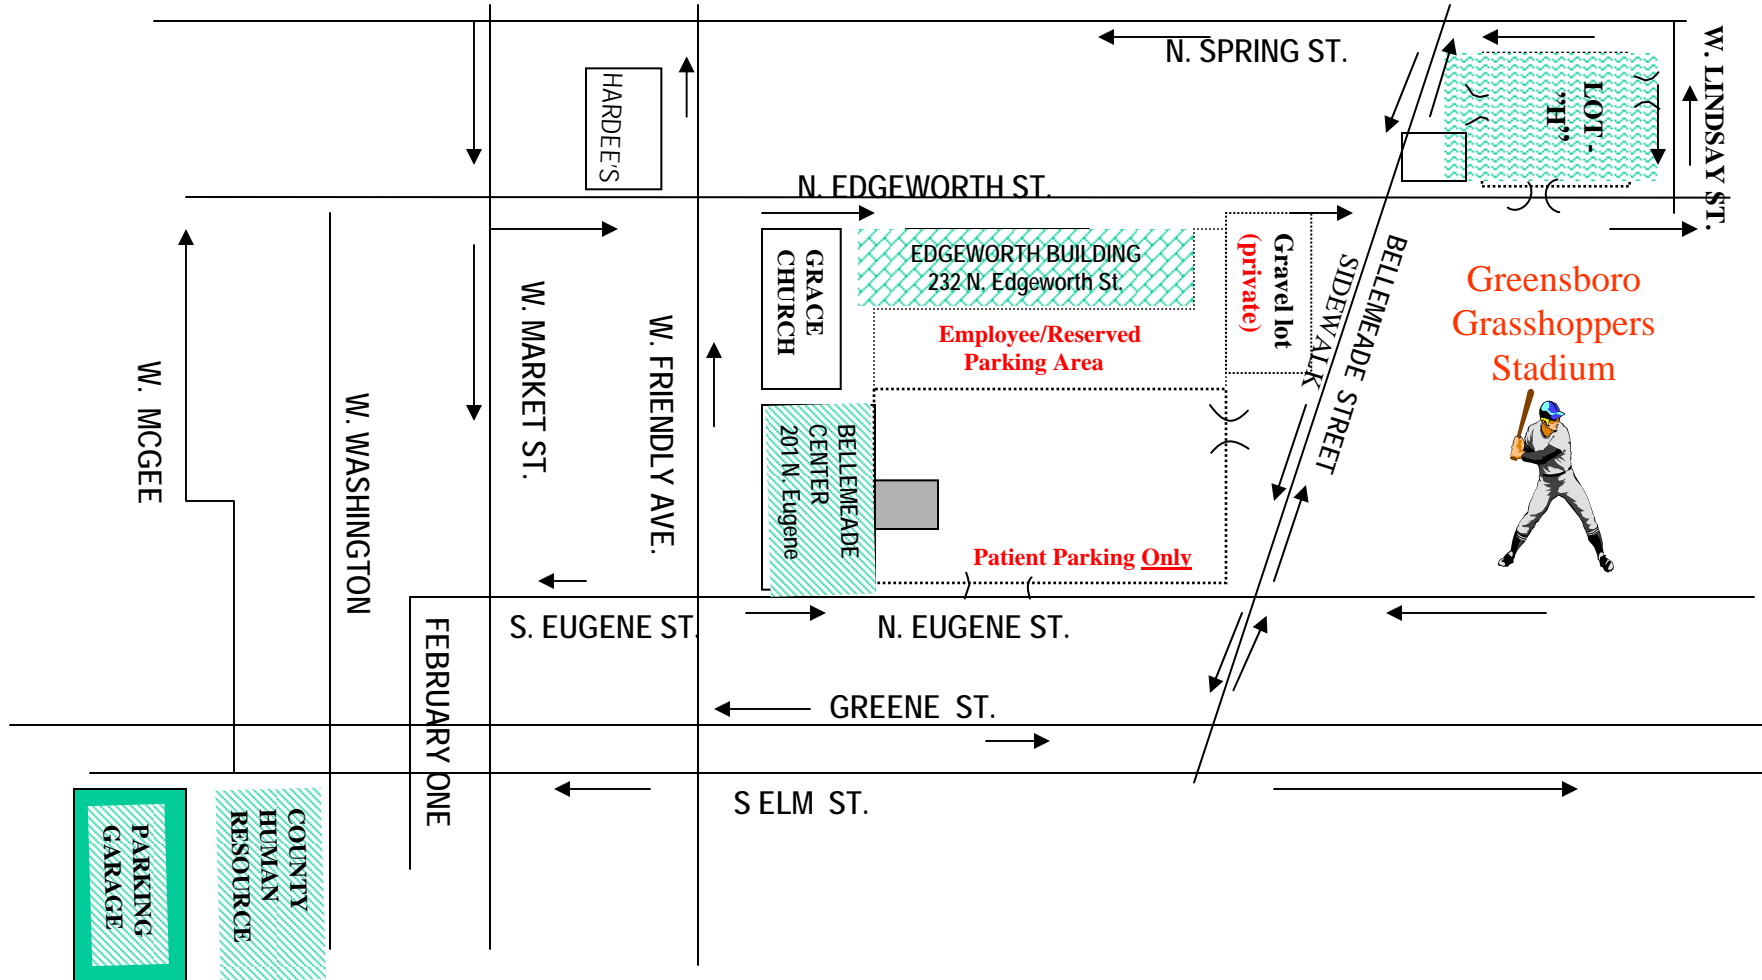 N. SPRING ST.
W. LINDSAY ST.
HARDEE'S
LOT -
"H"
N. EDGEWORTH ST.
GRACE
CHURCH
EDGEWORTH BUILDING
232 N. Edgeworth St.
Gravel lot
(private)
BELLEMEADE STREET
SIDEWALK
Greensboro
Grasshoppers
Stadium
Employee/Reserved
Parking Area
W. MCGEE
W. WASHINGTON
W. MARKET ST.
W. FRIENDLY AVE.
BELLEMEADE
CENTER
201 N. Eugene
Patient Parking Only
FEBRUARY ONE
S. EUGENE ST.
N. EUGENE ST.
GREENE ST.
S ELM ST.
PARKING
GARAGE
COUNTY
HUMAN
RESOURCE